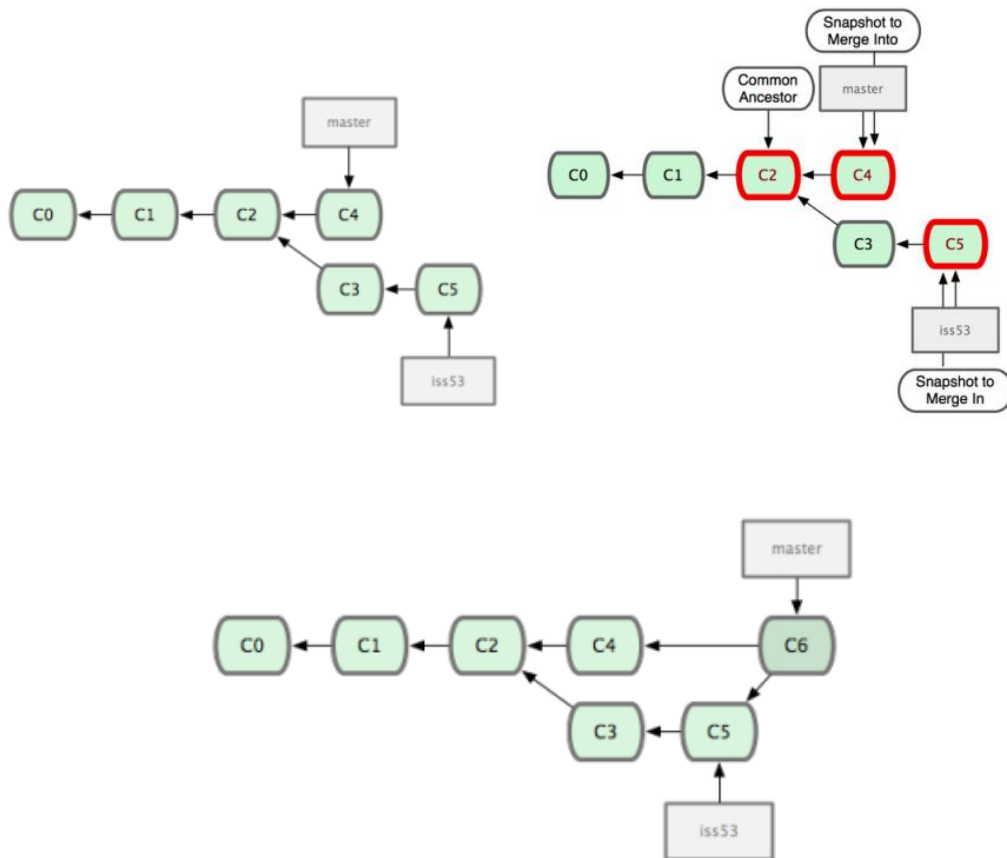 master
C0
C1
C2
C4
C3
C5
iss53
Snapshot to
Merge Into
Common
Ancestor
master
C0
C1
C2
C4
C3
C5
iss53
Snapshot to
Merge In
master
C0
C1
C2
C4
C6
C3
C5
iss53